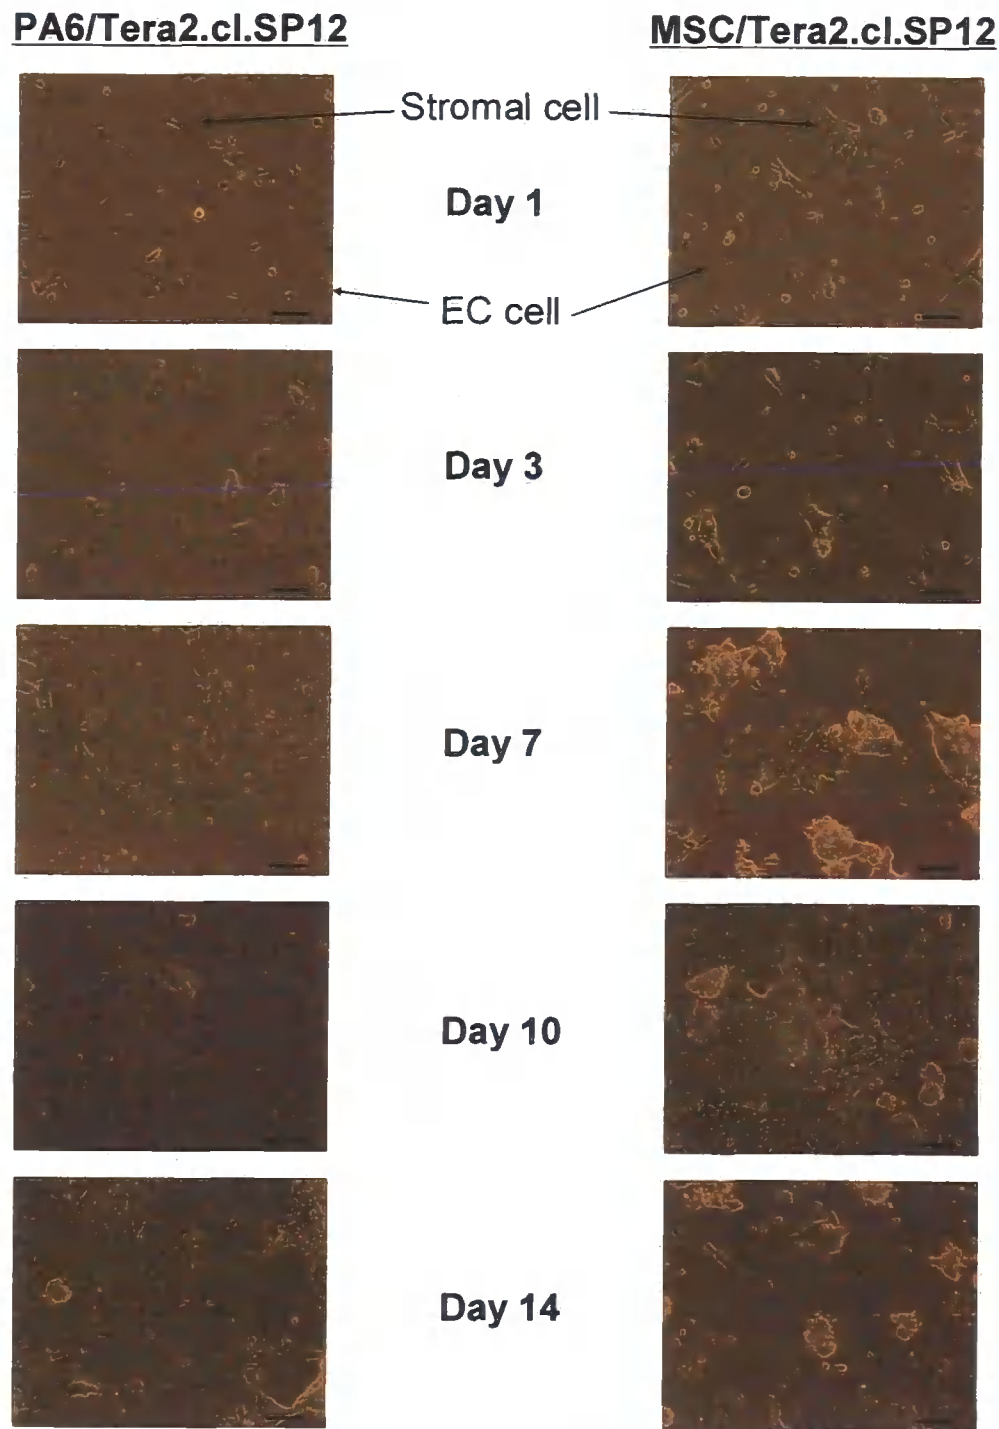 PA6/Tera2.cl.SP12 MSC/Tera2.cl.SP12
Stromal cell
Day 1
EC cell
Day 3
Day 7
Day 10
Day 14